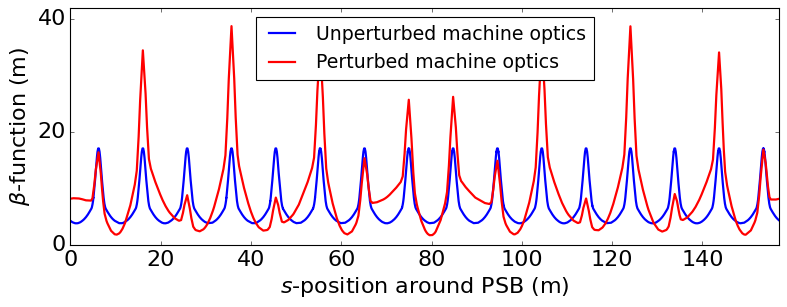 Unperturbed machine optics
Perturbed machine optics
β-function (m)
40
20
0
0 20 40 60 80 100 120 140
s-position around PSB (m)